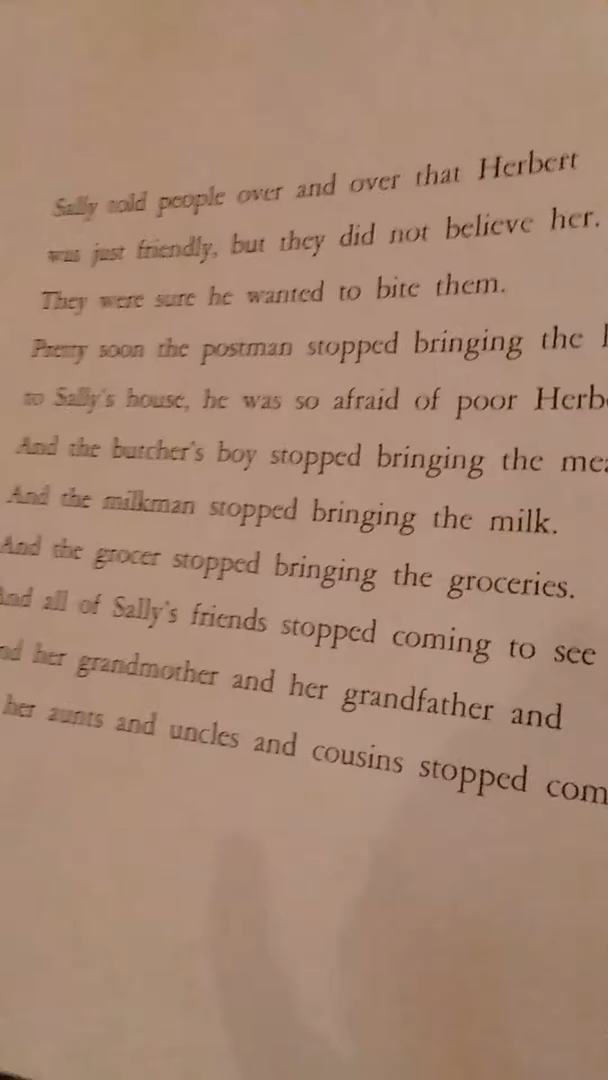 Sally told people over and over that Herbert
was just friendly, but they did not believe her.
They were sure he wanted to bite them.
Pretty soon the postman stopped bringing the
to Sally's house, he was so afraid of poor Herb
And the butcher's boy stopped bringing the mea
And the milkman stopped bringing the milk.
And the grocer stopped bringing the groceries.
And all of Sally's friends stopped coming to see
nd her grandmother and her grandfather and
her aunts and uncles and cousins stopped com